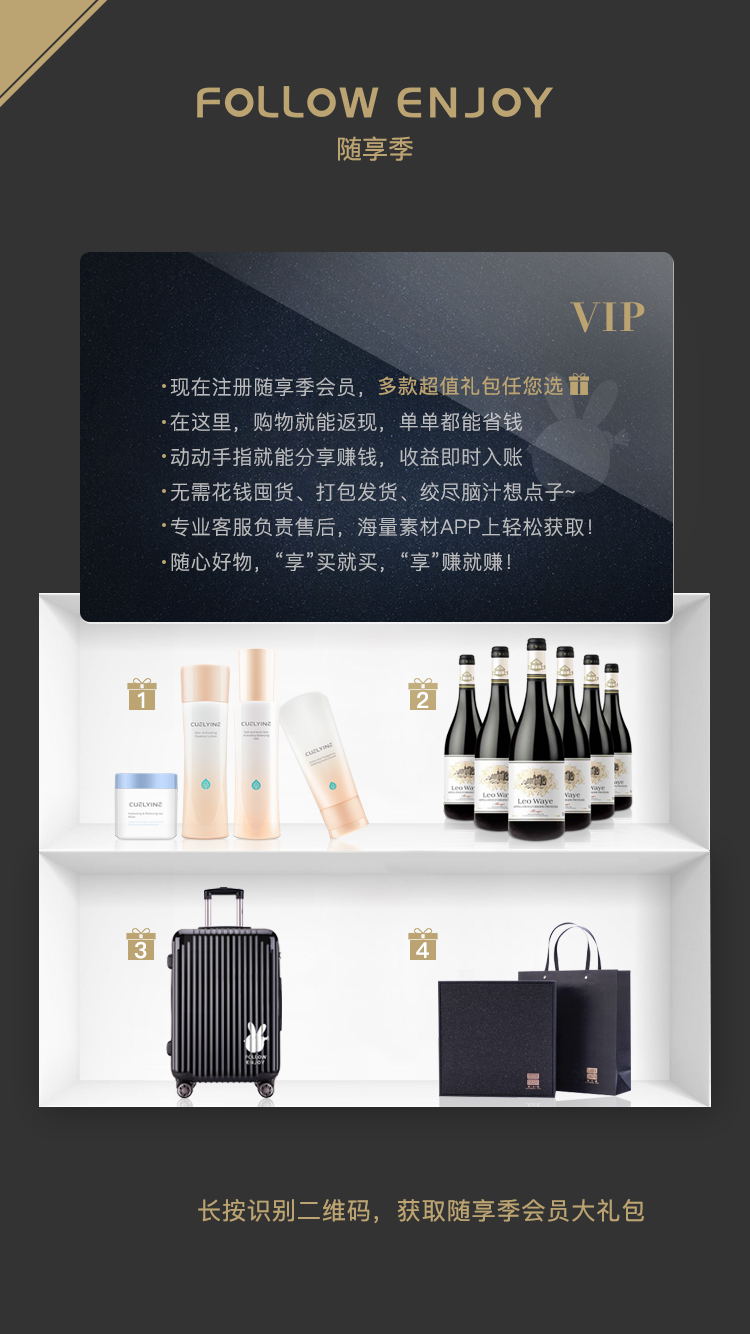 FOLLOW ENJOY
随享季
VIP
·现在注册随享季会员，多款超值礼包任您选
·在这里，购物就能返现，单单都能省钱
·动动手指就能分享赚钱，收益即时入账
·无需花钱囤货、打包发货、绞尽脑汁想点子~
·专业客服负责售后，海量素材APP上轻松获取！
·随心好物，“享”买就买，“享”赚就赚！
1
CUELYINE
CUELYINE
CUELYINE
CUELYINE
2
Leo Waye
Leo Waye
3
FOLLOW
ENJOY
4
长按识别二维码，获取随享季会员大礼包